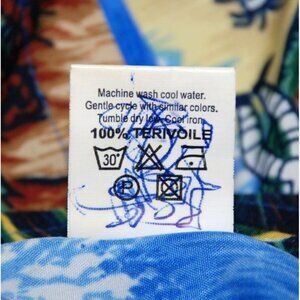 Machine wash cool water.
Gentle cycle with similar colors.
Tumble dry low. Cool iron.
100% TERIVOILE
30°
P